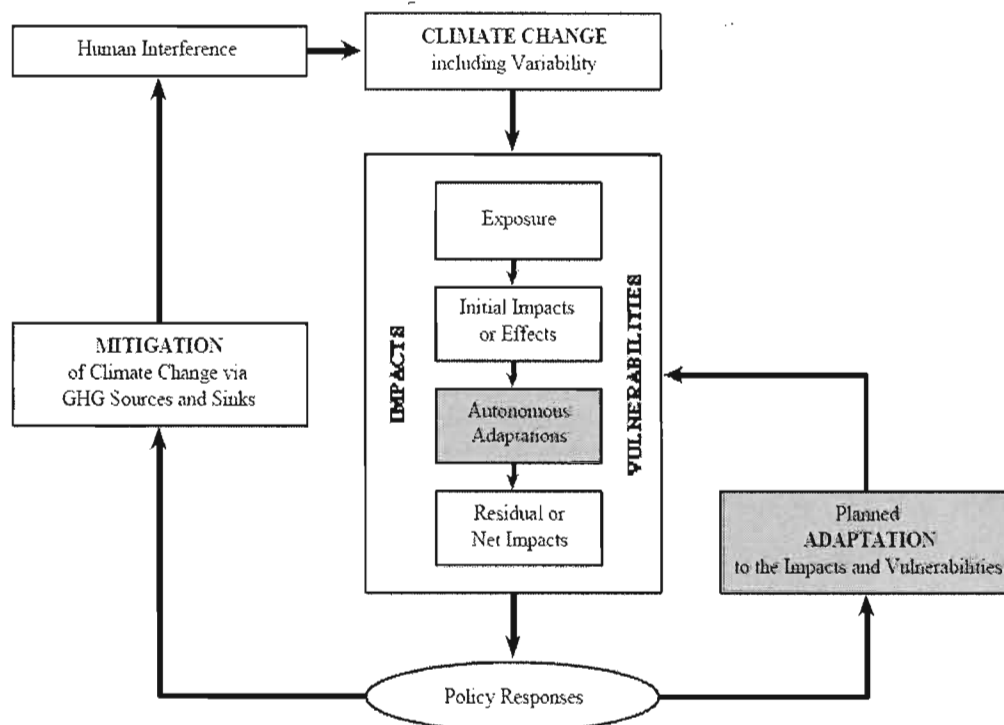 Human Interference
CLIMATE CHANGE
including Variability
Exposure
Initial Impacts
or Effects
IMPACTS
VULNERABILITIES
MITIGATION
of Climate Change via
GHG Sources and Sinks
Autonomous
Adaptations
Residual or
Net Impacts
Planned
ADAPTATION
to the Impacts and Vulnerabilities
Policy Responses